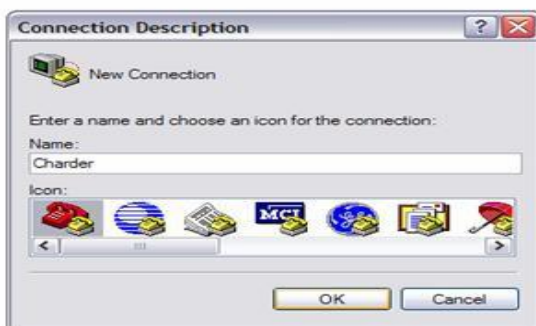 Connection Description
New Connection
Enter a name and choose an icon for the connection:
Name:
Charder
Icon:
MCI
OK Cancel